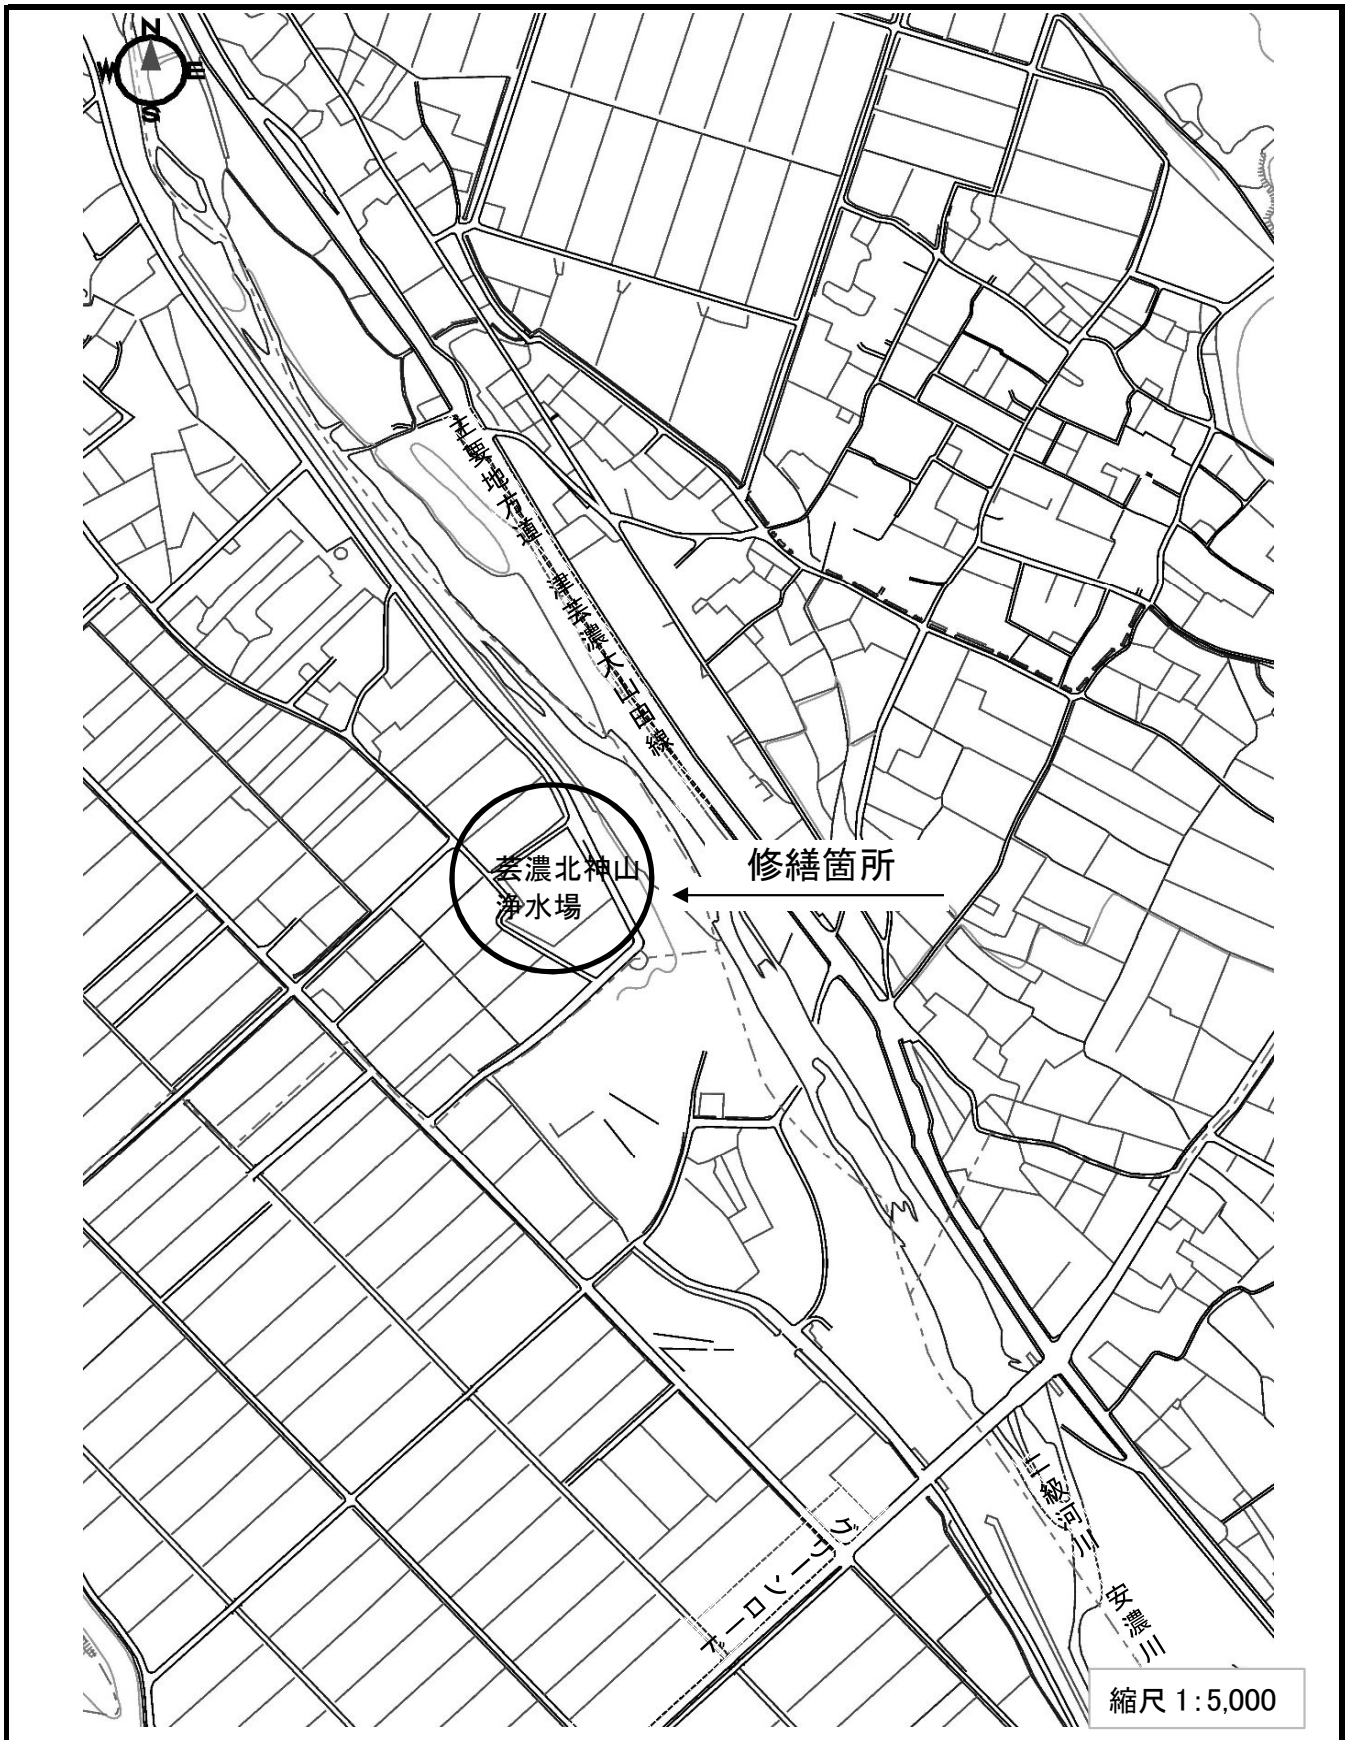 N
W E
S
主要地方道 津芸濃大山田線
修繕箇所
芸濃北神山
浄水場
グリーンロード
二級河川 安濃川
縮尺 1:5,000